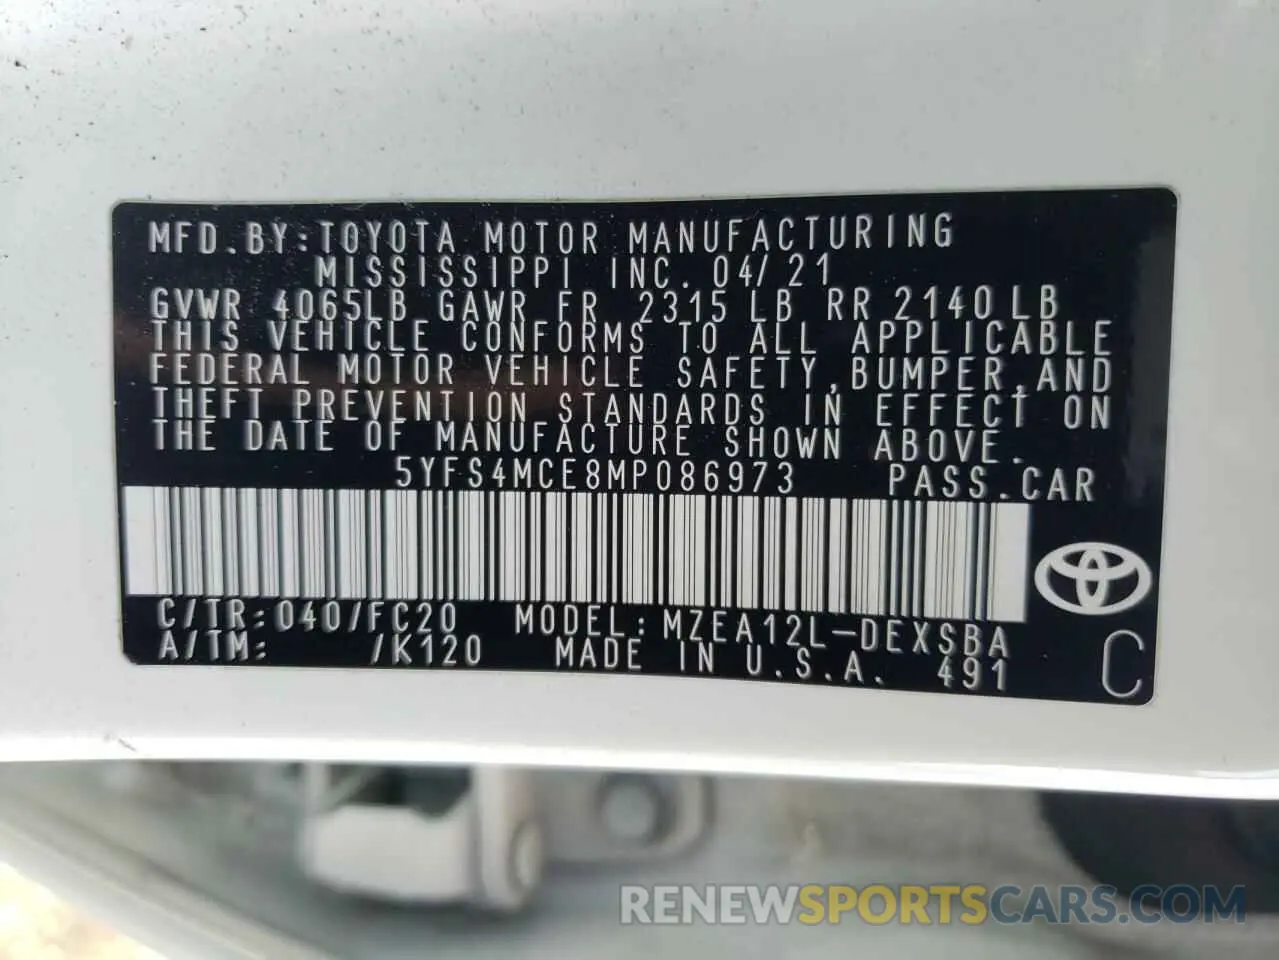 MFD.BY:TOYOTA MOTOR MANUFACTURING
MISSISSIPPI INC. 04/21
GVWR 4065LB GAWR FR 2315 LB RR 2140LB
THIS VEHICLE CONFORMS TO ALL APPLICABLE
FEDERAL MOTOR VEHICLE SAFETY,BUMPER,AND
THEFT PREVENTION STANDARDS IN EFFECT ON
THE DATE OF MANUFACTURE SHOWN ABOVE.
5YFS4MCE8MP086973 PASS.CAR
C/TR:040/FC20 MODEL:MZEA12L-DEXSBA
A/TM: /K120 MADE IN U.S.A. 491 C
RENEWSPORTSCARS.COM